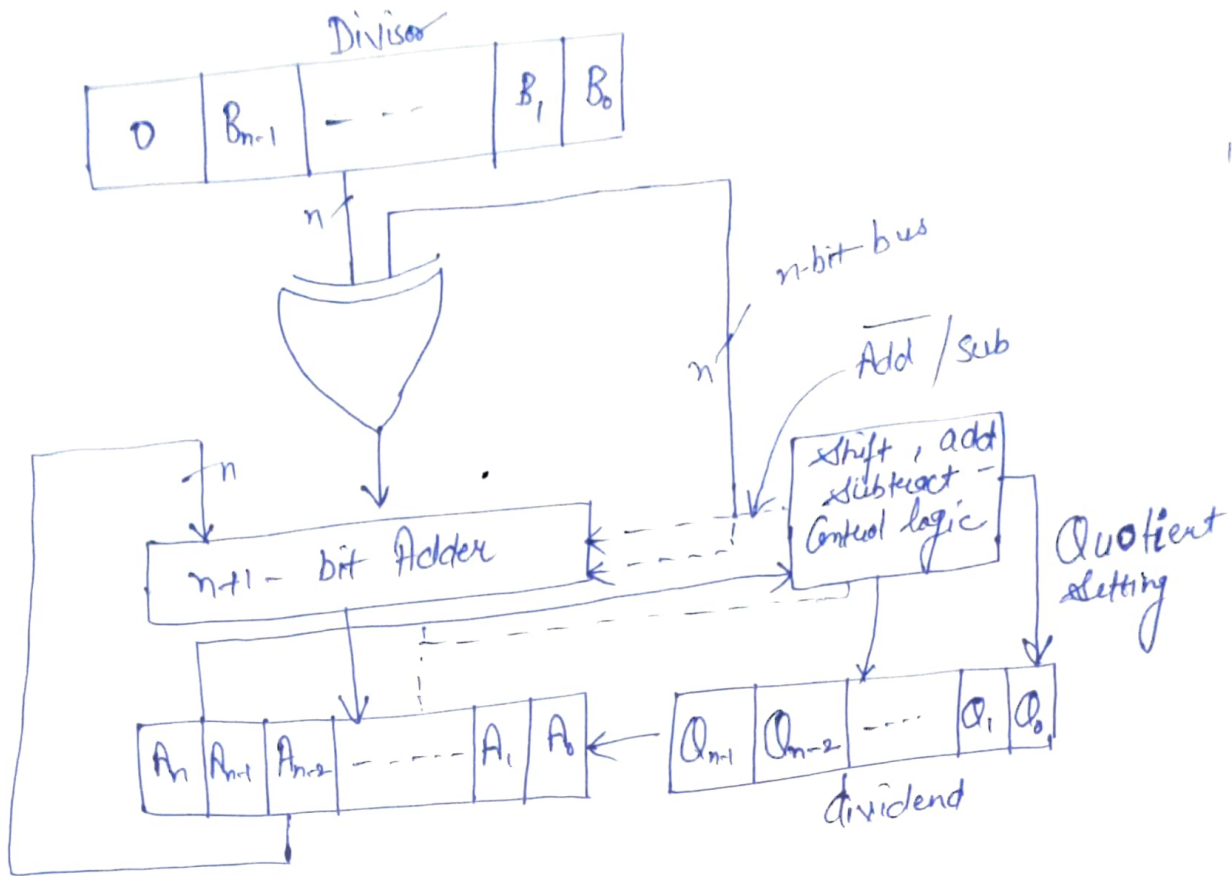 Divisor
0 Bn-1 - - - B1 B0
n
n-bit-bus
n
A̅d̅d̅ / Sub
n
Shift, add
Subtract -
Control logic
n+1 - bit Adder
Quotient
Setting
An An-1 An-2 - - - - - - A1 A0
Qn-1 Qn-2 - - - - Q1 Q0
dividend